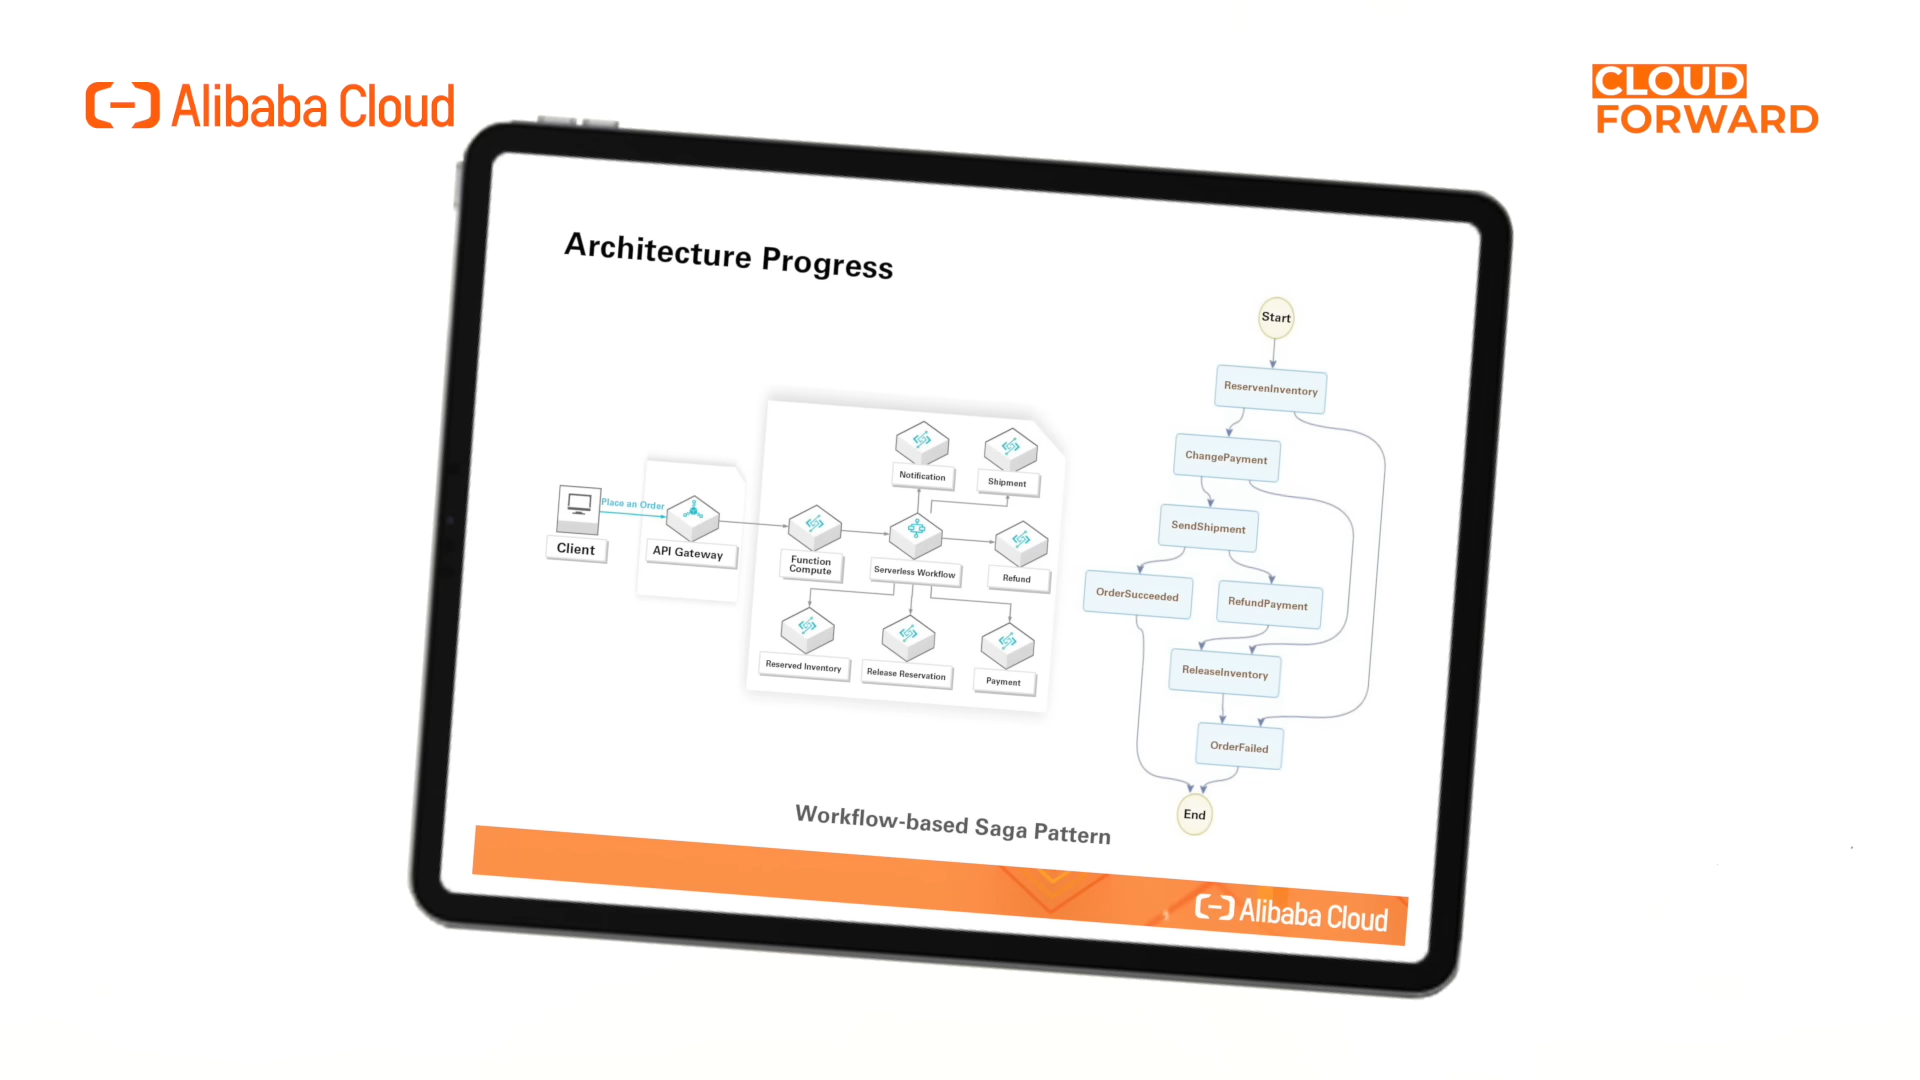 Alibaba Cloud
CLOUD
FORWARD
Architecture Progress
Place an Order
Client
API Gateway
Function
Compute
Serverless Workflow
Notification
Shipment
Refund
Reserved Inventory
Release Reservation
Payment
Start
ReservenInventory
ChangePayment
SendShipment
OrderSucceeded
RefundPayment
ReleaseInventory
OrderFailed
End
Workflow-based Saga Pattern
Alibaba Cloud